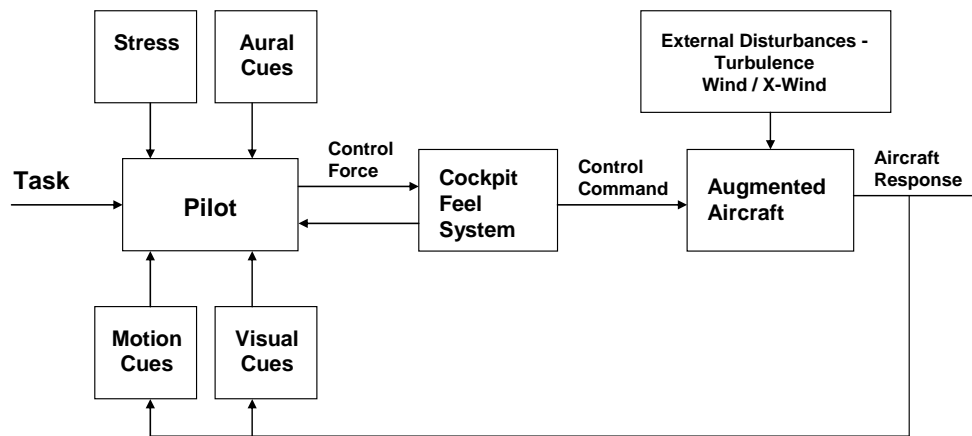 Stress
Aural
Cues
External Disturbances -
Turbulence
Wind / X-Wind
Task
Pilot
Control
Force
Cockpit
Feel
System
Control
Command
Augmented
Aircraft
Aircraft
Response
Motion
Cues
Visual
Cues